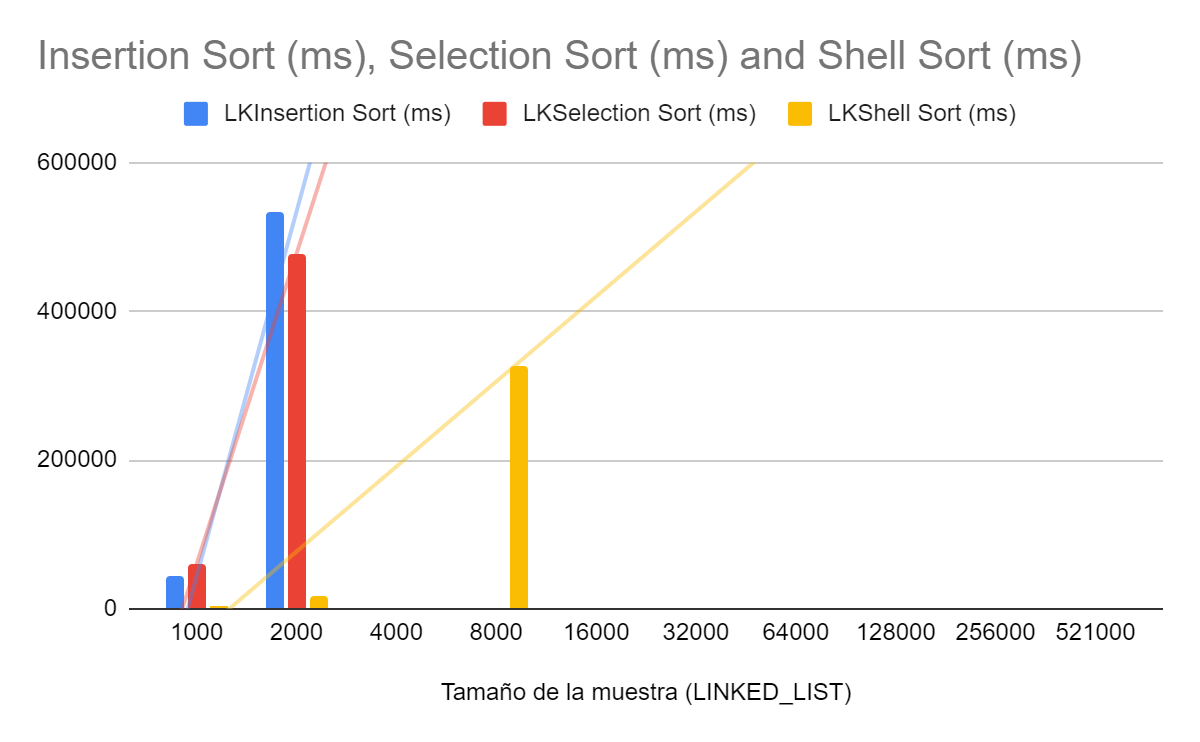 Insertion Sort (ms), Selection Sort (ms) and Shell Sort (ms)
LKInsertion Sort (ms) LKSelection Sort (ms) LKShell Sort (ms)
600000
400000
200000
0
1000 2000 4000 8000 16000 32000 64000 128000 256000 521000
Tamaño de la muestra (LINKED_LIST)